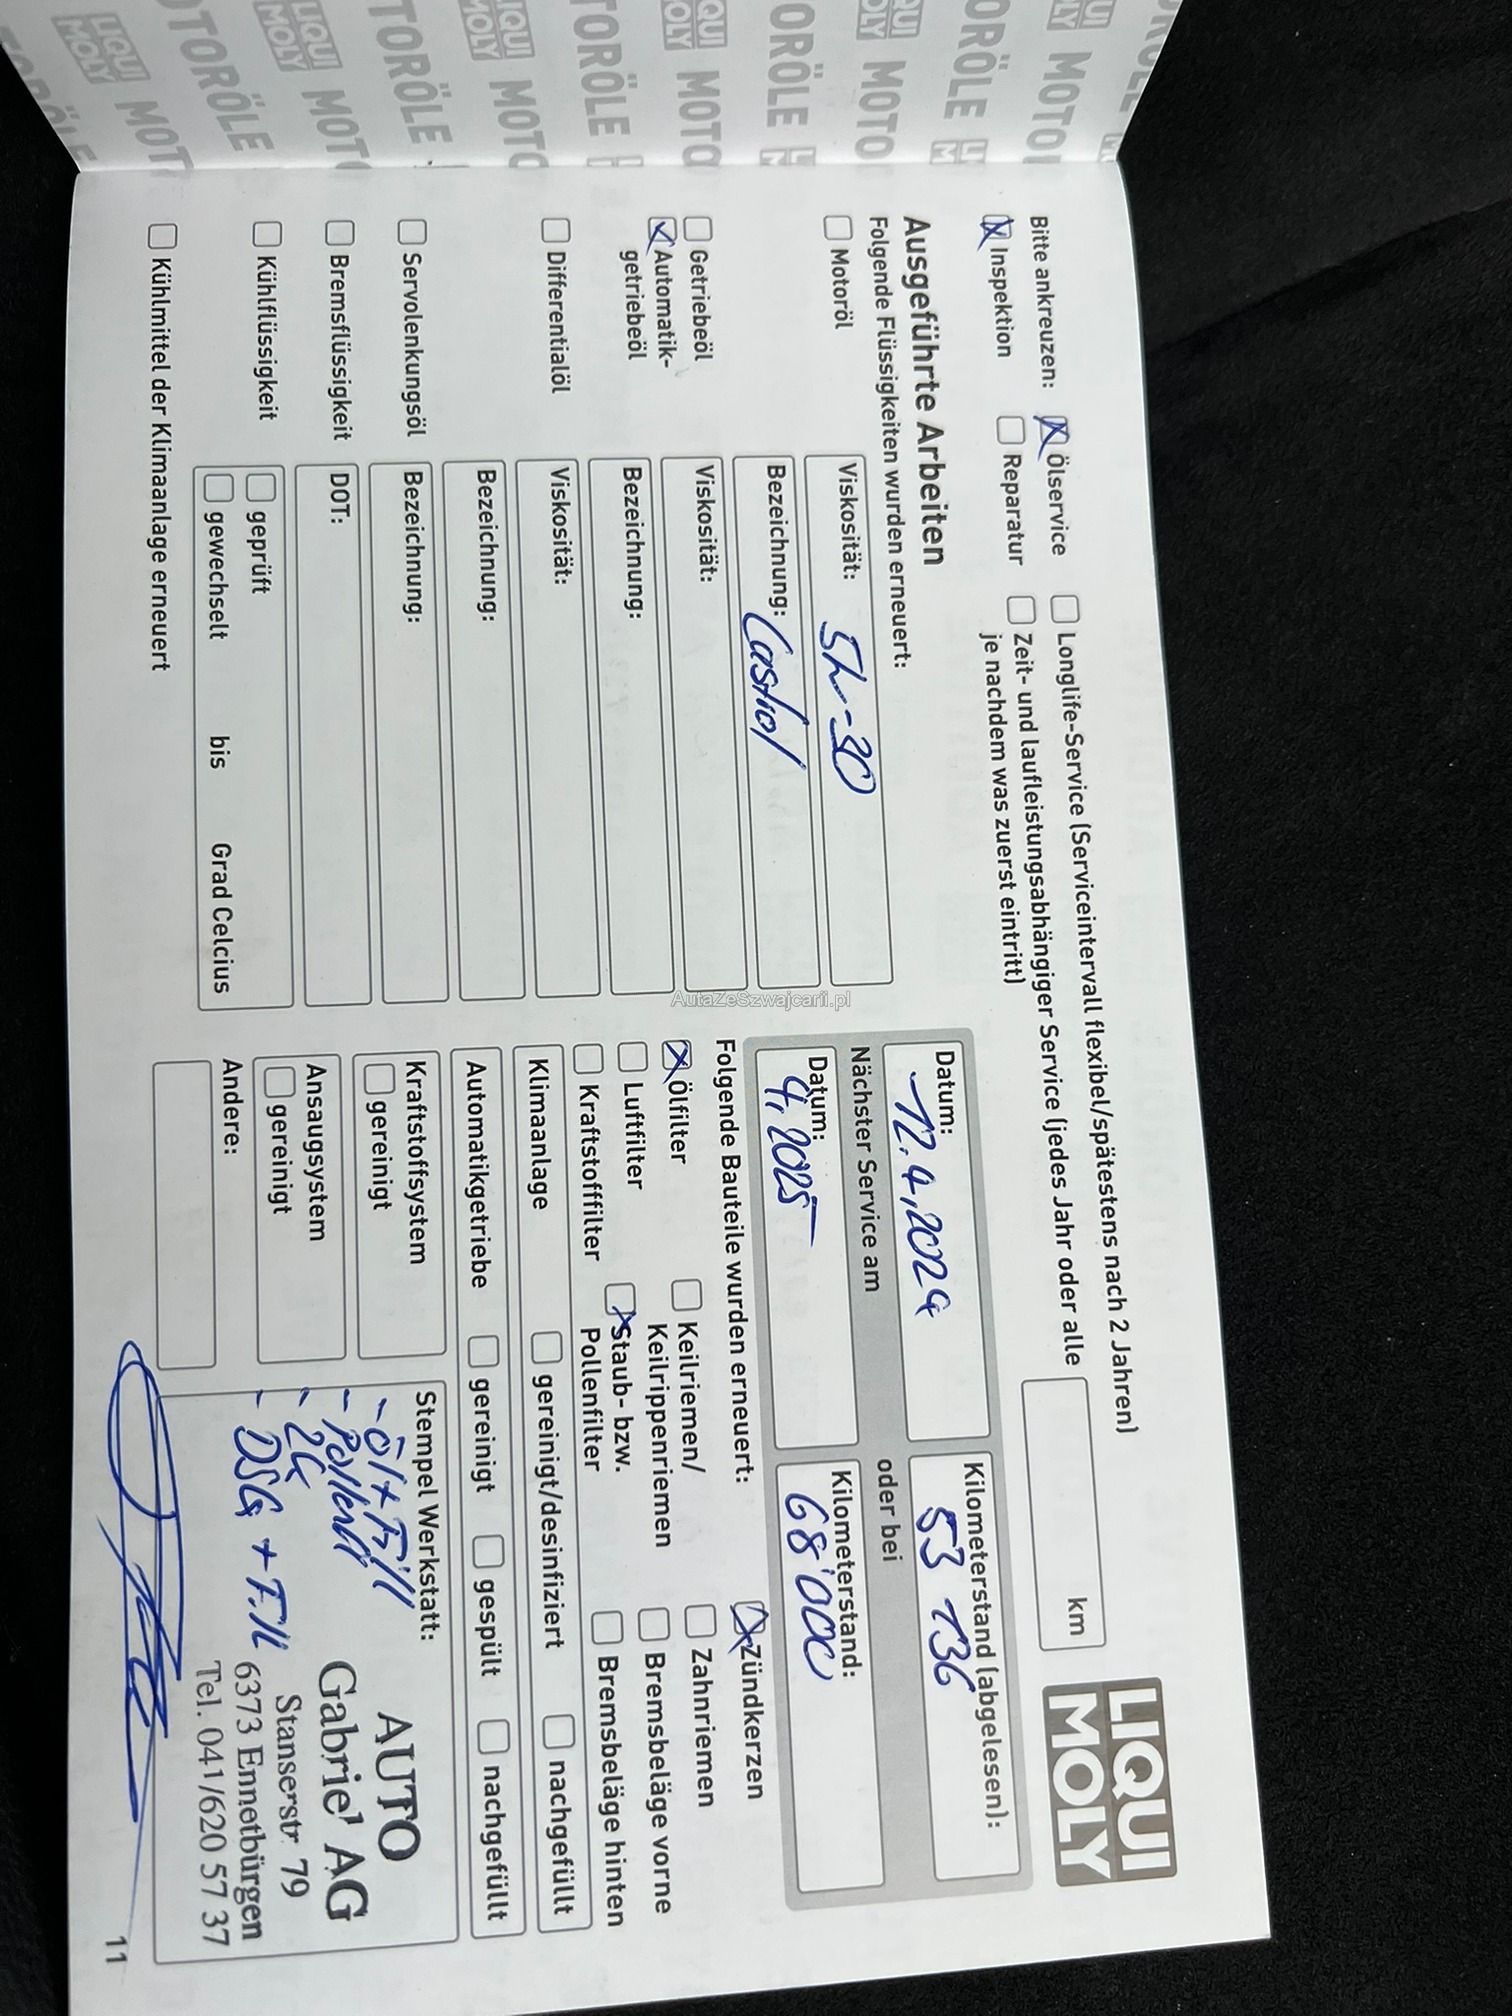 LIQUI
MOLY
Bitte ankreuzen:
Ölservice
Longlife-Service (Serviceintervall flexibel/spätestens nach 2 Jahren)
Inspektion
Reparatur
Zeit- und laufleistungsabhängiger Service (jedes Jahr oder alle
km
je nachdem was zuerst eintritt)
Ausgeführte Arbeiten
Folgende Flüssigkeiten wurden erneuert:
Motoröl
Viskosität: 5W-30
Bezeichnung: Castrol
Getriebeöl
Viskosität:
Automatik-
getriebeöl
Bezeichnung:
Differentialöl
Viskosität:
Bezeichnung:
Servolenkungsöl
Bezeichnung:
Bremsflüssigkeit
DOT:
Kühlflüssigkeit
geprüft
gewechselt bis Grad Celcius
Kühlmittel der Klimaanlage erneuert
Datum:
12.4.2024
Kilometerstand (abgelesen):
53 136
Nächster Service am
oder bei
Datum:
4.2025
Kilometerstand:
68'000
Folgende Bauteile wurden erneuert:
Zündkerzen
Ölfilter
Keilriemen/
Keilrippenriemen
Zahnriemen
Luftfilter
Staub- bzw.
Pollenfilter
Bremsbeläge vorne
Kraftstofffilter
Bremsbeläge hinten
Klimaanlage
gereinigt/desinfiziert
nachgefüllt
Automatikgetriebe
gereinigt
gespült
nachgefüllt
Kraftstoffsystem
gereinigt
Ansaugsystem
gereinigt
Andere:
Stempel Werkstatt:
- Öl + Fill
- Pollenfil
- ZK
- DSG + Fill
AUTO
Gabriel AG
Stanserstr. 79
6373 Ennetbürgen
Tel. 041/620 57 37
11
AutaZeSzwajcarii.pl